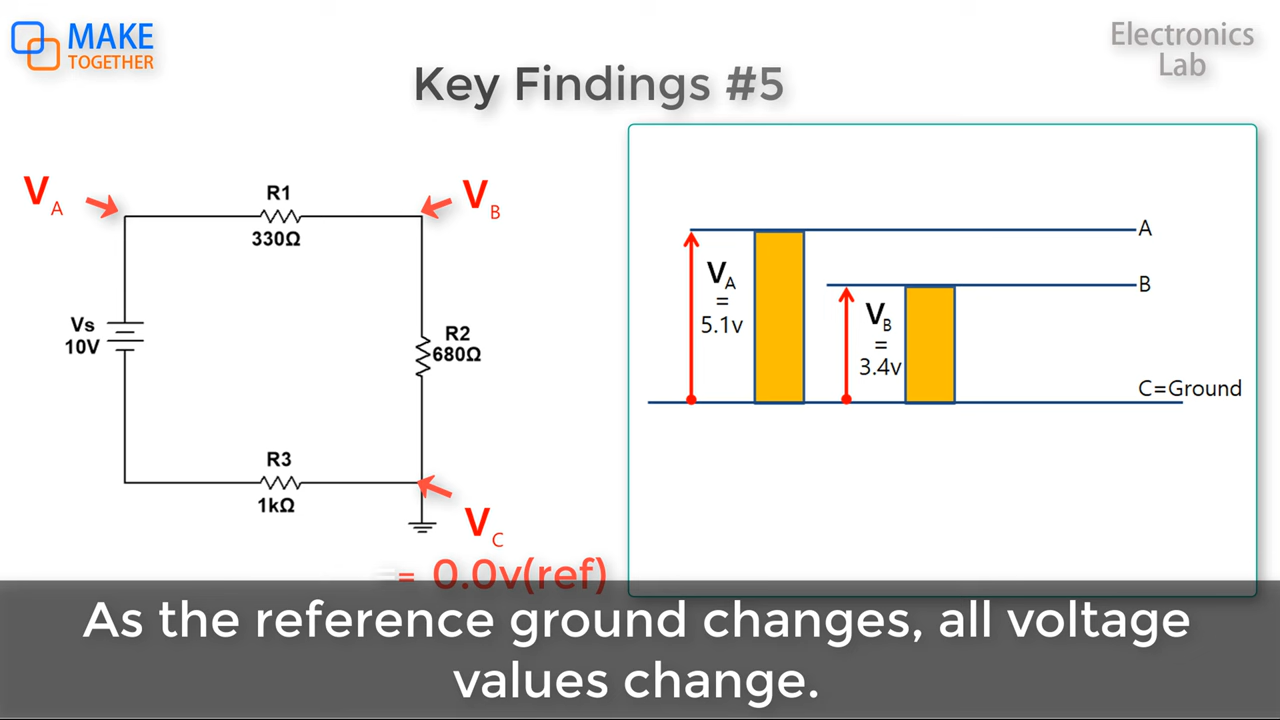 MAKE
TOGETHER
Electronics
Lab
Key Findings #5
VA
R1
330Ω
VB
Vs
10V
R2
680Ω
R3
1kΩ
VC
= 0.0v(ref)
A
B
VA
=
5.1v
VB
=
3.4v
C=Ground
As the reference ground changes, all voltage
values change.